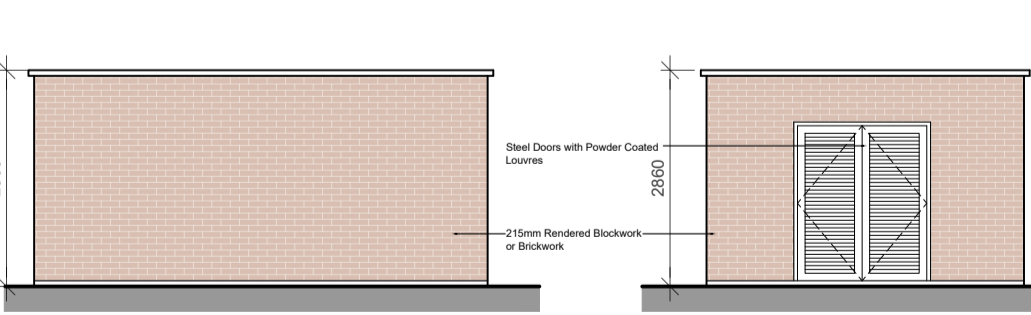 Steel Doors with Powder Coated
Louvres
2860
215mm Rendered Blockwork
or Brickwork